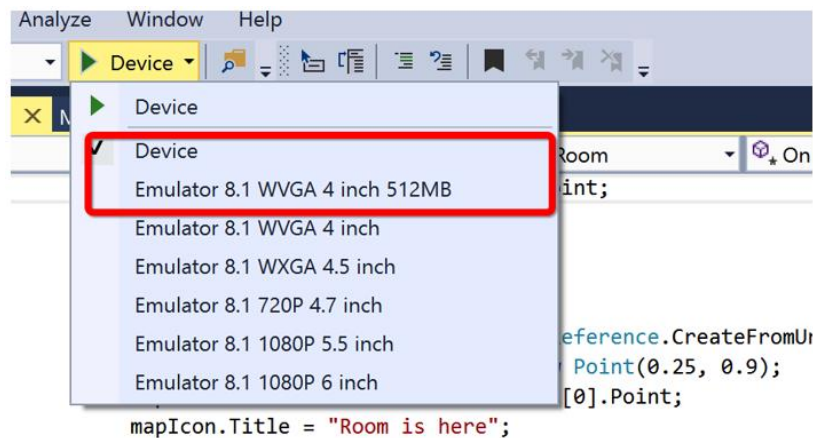 Analyze Window Help
Device
Device
Room
On
Device
int;
Emulator 8.1 WVGA 4 inch 512MB
Emulator 8.1 WVGA 4 inch
Emulator 8.1 WXGA 4.5 inch
Emulator 8.1 720P 4.7 inch
eference.CreateFromU
Emulator 8.1 1080P 5.5 inch
Point(0.25, 0.9);
Emulator 8.1 1080P 6 inch
[0].Point;
mapIcon.Title = "Room is here";